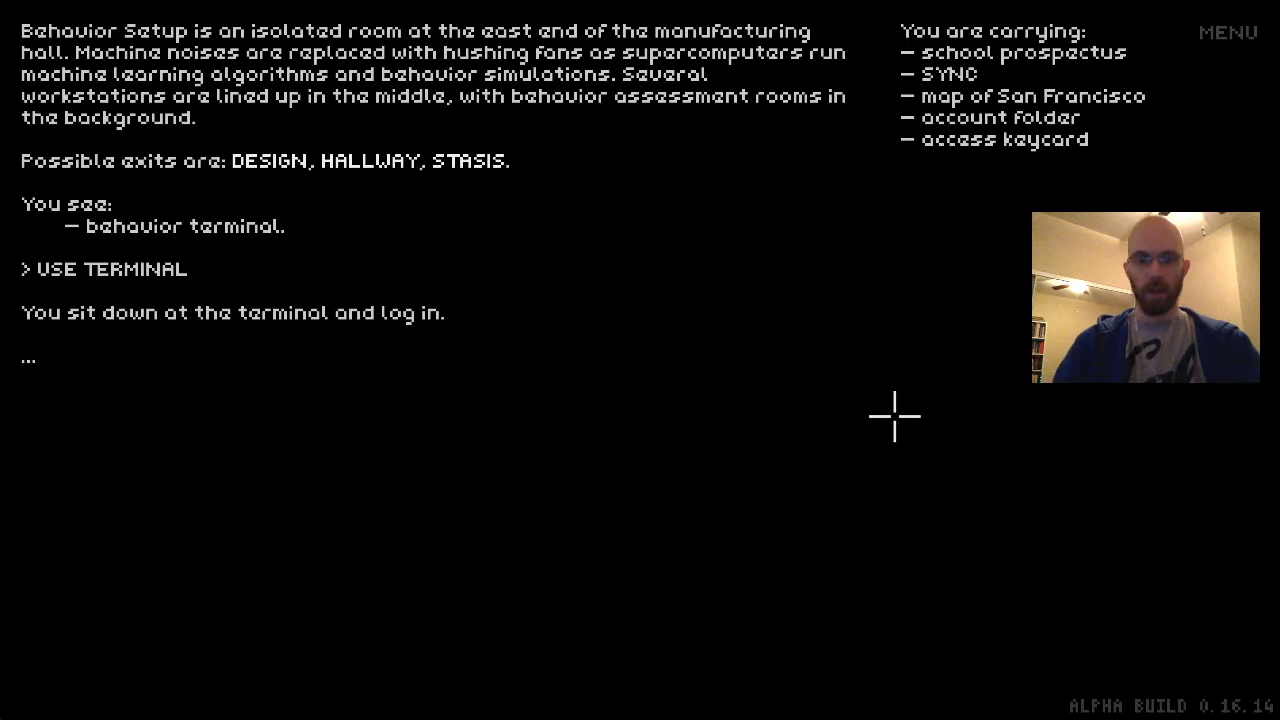 Behavior Setup is an isolated room at the east end of the manufacturing
hall. Machine noises are replaced with hushing fans as supercomputers run
machine learning algorithms and behavior simulations. Several
workstations are lined up in the middle, with behavior assessment rooms in
the background.
Possible exits are: DESIGN, HALLWAY, STASIS.
You see:
— behavior terminal.
> USE TERMINAL
You sit down at the terminal and log in.
...
You are carrying:
— school prospectus
— SYNC
— map of San Francisco
— account folder
— access keycard
MENU
ALPHA BUILD 0.16.14